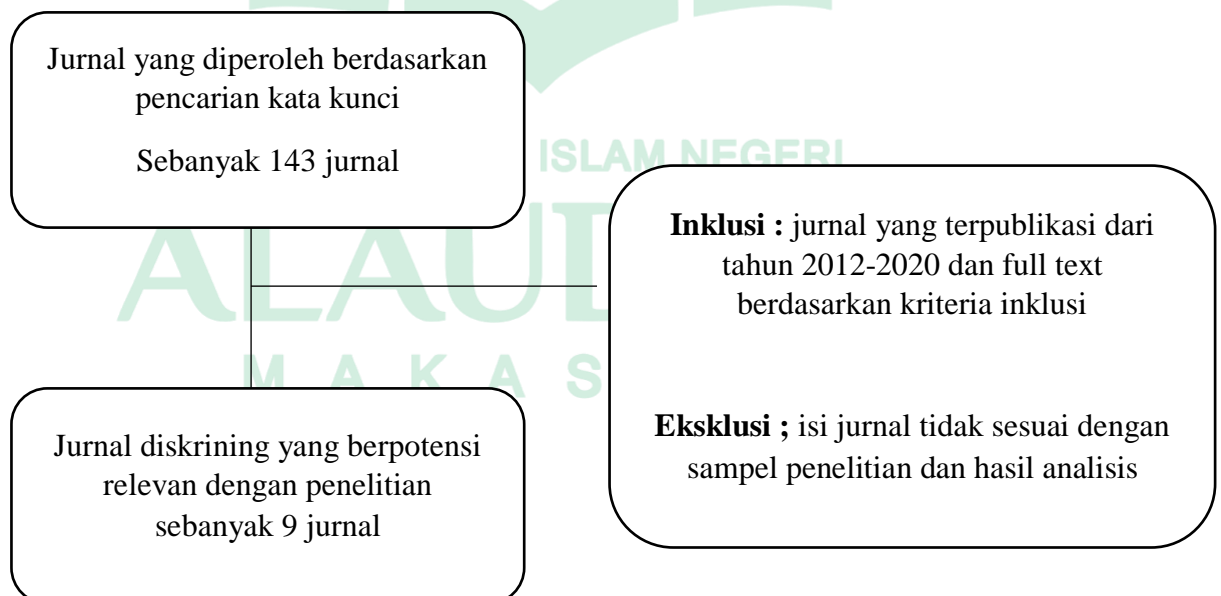 Jurnal yang diperoleh berdasarkan
pencarian kata kunci
Sebanyak 143 jurnal
ISLAM NEGERI
Inklusi : jurnal yang terpublikasi dari
tahun 2012-2020 dan full text
berdasarkan kriteria inklusi
Eksklusi ; isi jurnal tidak sesuai dengan
sampel penelitian dan hasil analisis
ALAUD
MAKAS
Jurnal diskrining yang berpotensi
relevan dengan penelitian
sebanyak 9 jurnal